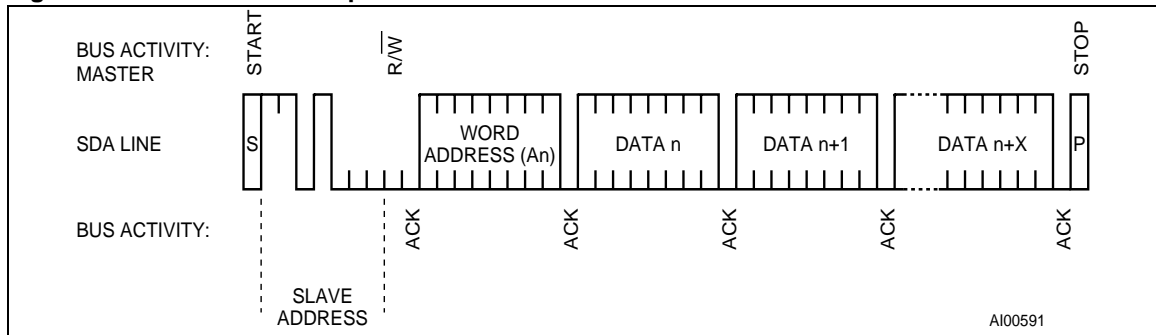 BUS ACTIVITY:
MASTER
START
R/W
STOP
SDA LINE
S
WORD
ADDRESS (An)
DATA n
DATA n+1
DATA n+X
P
BUS ACTIVITY:
ACK
ACK
ACK
ACK
ACK
SLAVE
ADDRESS
AI00591